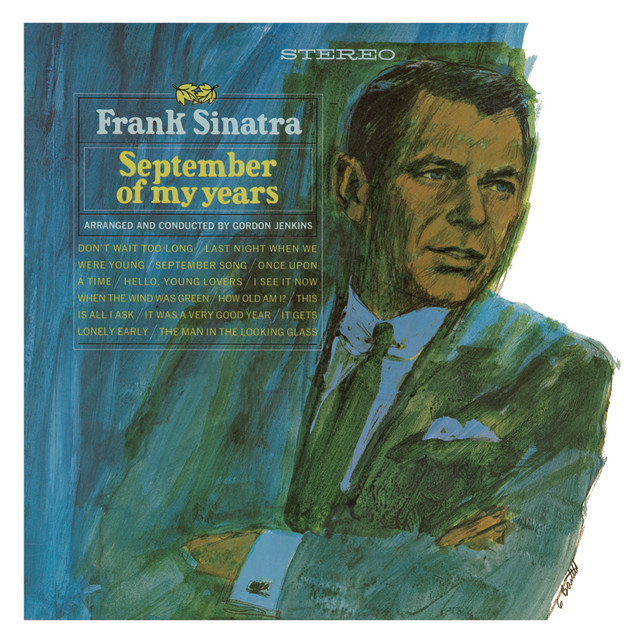 STEREO
Frank Sinatra
September
of my years
ARRANGED AND CONDUCTED BY GORDON JENKINS
DON'T WAIT TOO LONG / LAST NIGHT WHEN WE
WERE YOUNG / SEPTEMBER SONG / ONCE UPON
A TIME / HELLO, YOUNG LOVERS / I SEE IT NOW
WHEN THE WIND WAS GREEN / HOW OLD AM I? / THIS
IS ALL I ASK / IT WAS A VERY GOOD YEAR / IT GETS
LONELY EARLY / THE MAN IN THE LOOKING GLASS